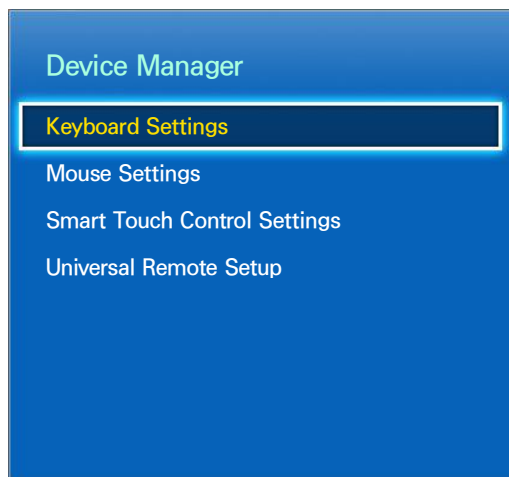 Device Manager
Keyboard Settings
Mouse Settings
Smart Touch Control Settings
Universal Remote Setup